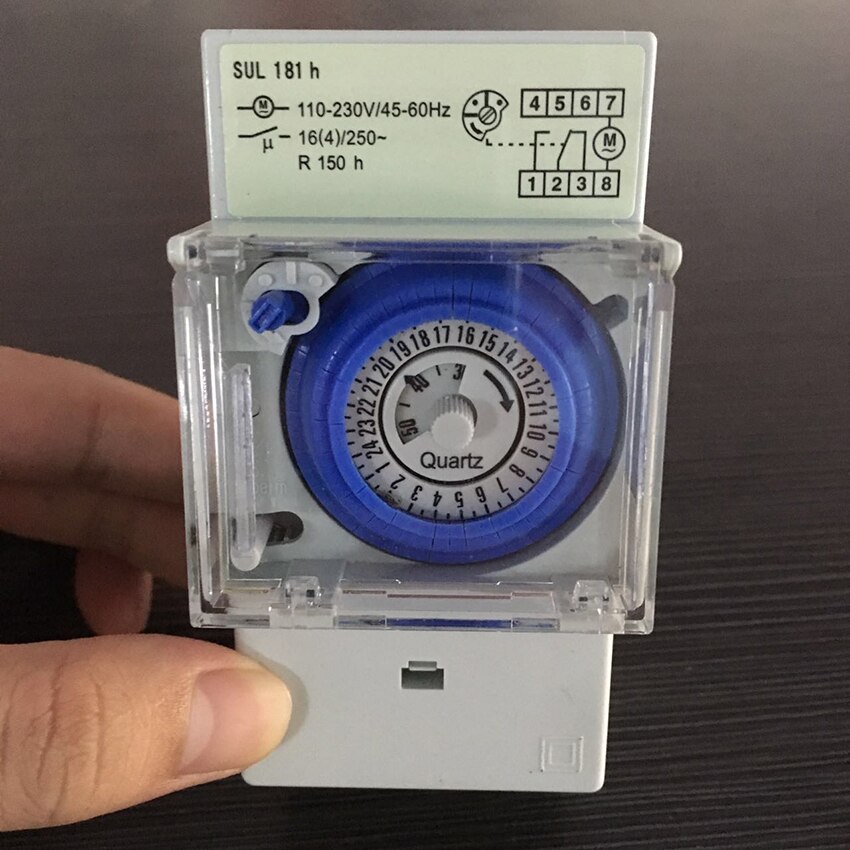 SUL 181 h
M 110-230V/45-60Hz
μ 16(4)/250~
R 150 h
4 5 6 7
M
1 2 3 8
24 23 22 21 20 19 18 17 16 15 14 13 12 11 10 9 8 7 6 5 4 3 2 1
50 40 3
Quartz